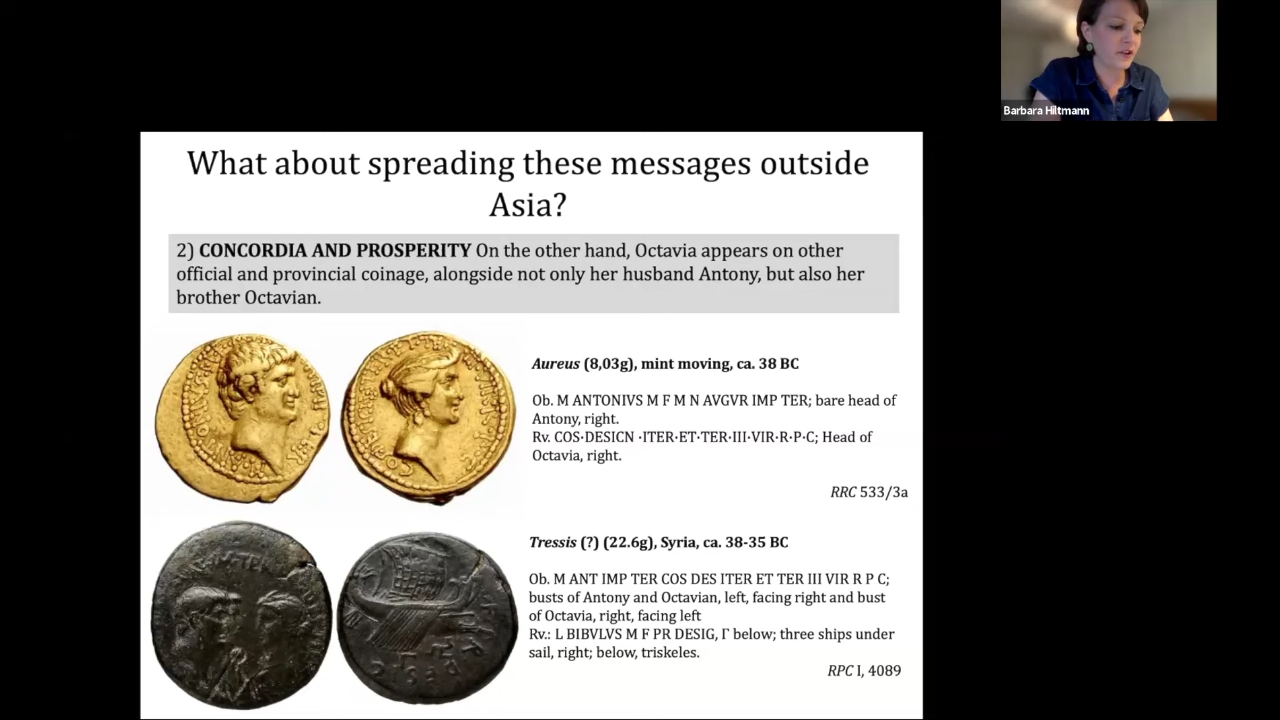 Barbara Hiltmann
What about spreading these messages outside
Asia?
2) CONCORDIA AND PROSPERITY On the other hand, Octavia appears on other
official and provincial coinage, alongside not only her husband Antony, but also her
brother Octavian.
Aureus (8,03g), mint moving, ca. 38 BC
Ob. M ANTONIVS M F M N AVGVR IMP TER; bare head of
Antony, right.
Rv. COS·DESICN ·ITER·ET·TER·III·VIR·R·P·C; Head of
Octavia, right.
RRC 533/3a
Tressis (?) (22.6g), Syria, ca. 38-35 BC
Ob. M ANT IMP TER COS DES ITER ET TER III VIR R P C;
busts of Antony and Octavian, left, facing right and bust
of Octavia, right, facing left
Rv.: L BIBVLVS M F PR DESIG, Γ below; three ships under
sail, right; below, triskeles.
RPC I, 4089